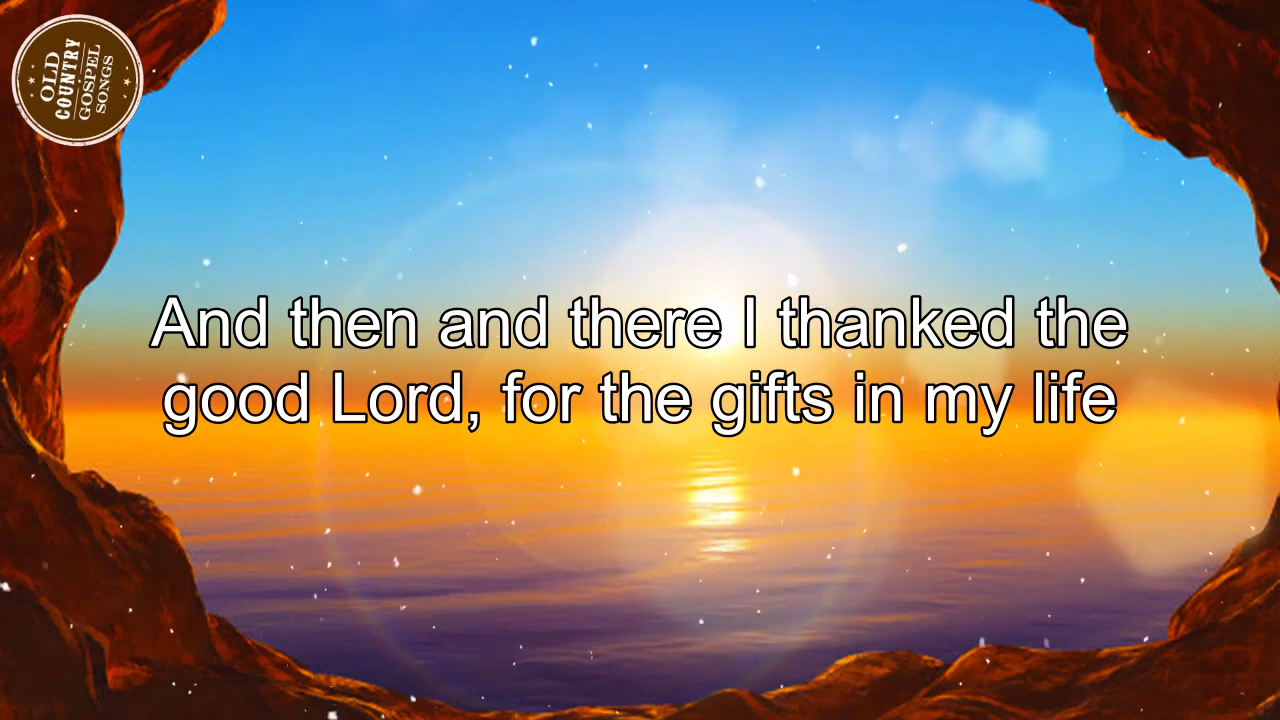 OLD
COUNTRY
GOSPEL
SONGS
And then and there I thanked the
good Lord, for the gifts in my life